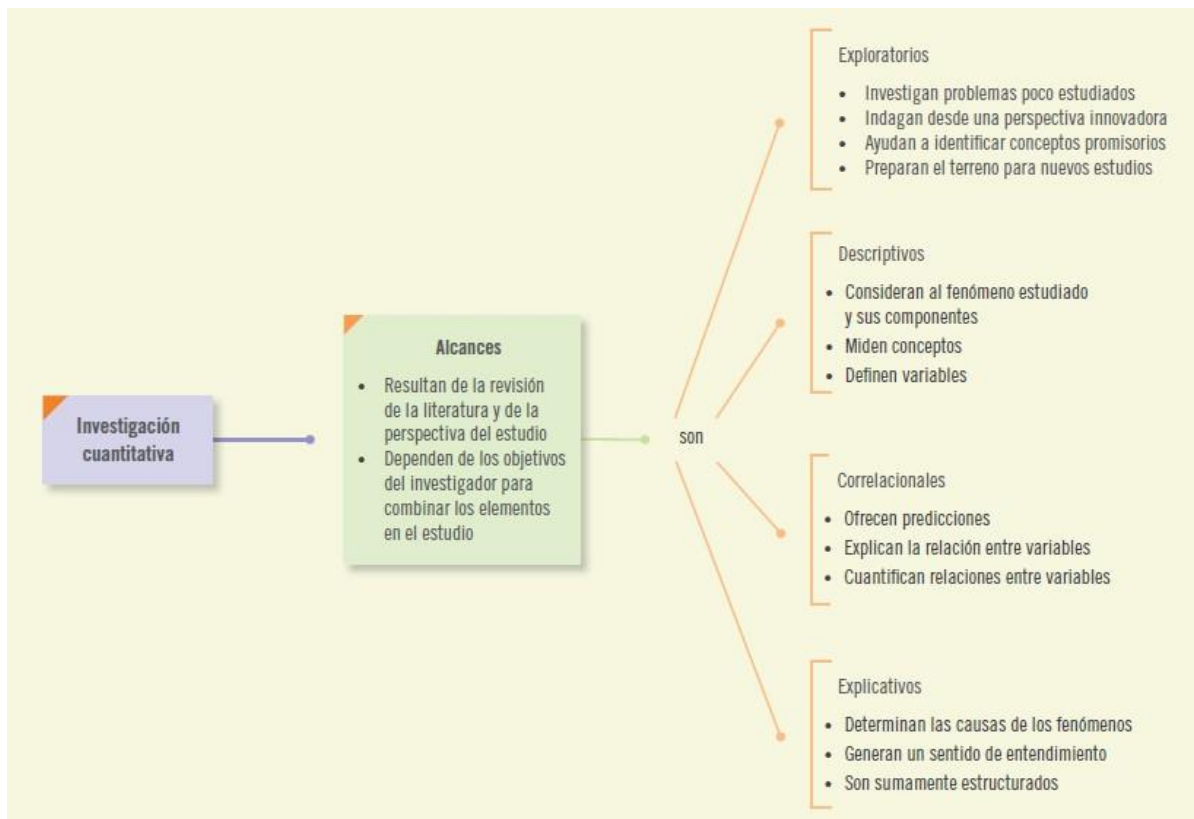 Investigación
cuantitativa
Alcances
• Resultan de la revisión
de la literatura y de la
perspectiva del estudio
• Dependen de los objetivos
del investigador para
combinar los elementos
en el estudio
son
Exploratorios
• Investigan problemas poco estudiados
• Indagan desde una perspectiva innovadora
• Ayudan a identificar conceptos promisorios
• Preparan el terreno para nuevos estudios
Descriptivos
• Consideran al fenómeno estudiado
y sus componentes
• Miden conceptos
• Definen variables
Correlacionales
• Ofrecen predicciones
• Explican la relación entre variables
• Cuantifican relaciones entre variables
Explicativos
• Determinan las causas de los fenómenos
• Generan un sentido de entendimiento
• Son sumamente estructurados